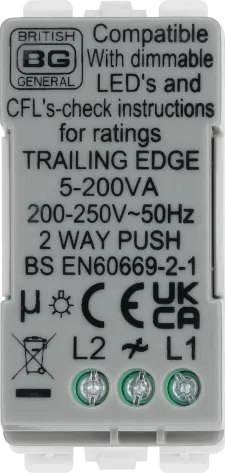 BRITISH
BG
GENERAL
Compatible
With dimmable
LED's and
CFL's-check instructions
for ratings
TRAILING EDGE
5-200VA
200-250V~50Hz
2 WAY PUSH
BS EN60669-2-1
µ CE UK
CA
L2 L1